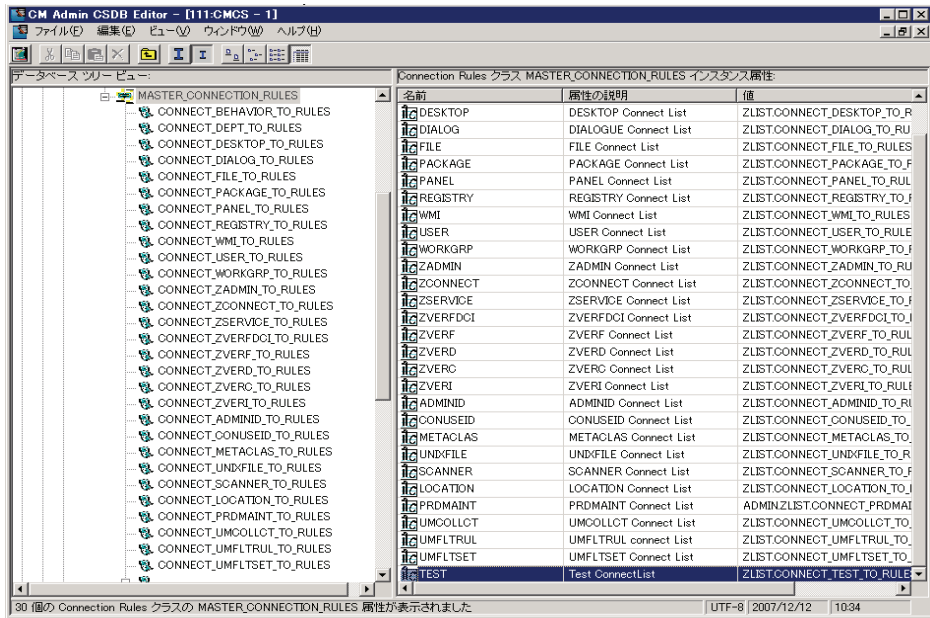 CM Admin CSDB Editor - [111:CMCS - 1]
ファイル(F) 編集(E) ビュー(V) ウィンドウ(W) ヘルプ(H)
データベース ツリー ビュー:
Connection Rules クラス MASTER_CONNECTION_RULES インスタンス属性:
MASTER_CONNECTION_RULES
CONNECT_BEHAVIOR_TO_RULES
CONNECT_DEPT_TO_RULES
CONNECT_DESKTOP_TO_RULES
CONNECT_DIALOG_TO_RULES
CONNECT_FILE_TO_RULES
CONNECT_PACKAGE_TO_RULES
CONNECT_PANEL_TO_RULES
CONNECT_REGISTRY_TO_RULES
CONNECT_WMI_TO_RULES
CONNECT_USER_TO_RULES
CONNECT_WORKGRP_TO_RULES
CONNECT_ZADMIN_TO_RULES
CONNECT_ZCONNECT_TO_RULES
CONNECT_ZSERVICE_TO_RULES
CONNECT_ZVERFDCI_TO_RULES
CONNECT_ZVERF_TO_RULES
CONNECT_ZVERD_TO_RULES
CONNECT_ZVERC_TO_RULES
CONNECT_ZVERI_TO_RULES
CONNECT_ADMINID_TO_RULES
CONNECT_CONUSEID_TO_RULES
CONNECT_METACLAS_TO_RULES
CONNECT_UNIXFILE_TO_RULES
CONNECT_SCANNER_TO_RULES
CONNECT_LOCATION_TO_RULES
CONNECT_PRDMAINT_TO_RULES
CONNECT_UMCOLLCT_TO_RULES
CONNECT_UMFLTRUL_TO_RULES
CONNECT_UMFLTSET_TO_RULES
名前 属性の説明 値
DESKTOP DESKTOP Connect List ZLIST.CONNECT_DESKTOP_TO_R
DIALOG DIALOGUE Connect List ZLIST.CONNECT_DIALOG_TO_RU
FILE FILE Connect List ZLIST.CONNECT_FILE_TO_RULES
PACKAGE PACKAGE Connect List ZLIST.CONNECT_PACKAGE_TO_F
PANEL PANEL Connect List ZLIST.CONNECT_PANEL_TO_RUL
REGISTRY REGISTRY Connect List ZLIST.CONNECT_REGISTRY_TO_F
WMI WMI Connect List ZLIST.CONNECT_WMI_TO_RULES
USER USER Connect List ZLIST.CONNECT_USER_TO_RULE
WORKGRP WORKGRP Connect List ZLIST.CONNECT_WORKGRP_TO_F
ZADMIN ZADMIN Connect List ZLIST.CONNECT_ZADMIN_TO_RU
ZCONNECT ZCONNECT Connect List ZLIST.CONNECT_ZCONNECT_TO_
ZSERVICE ZSERVICE Connect List ZLIST.CONNECT_ZSERVICE_TO_F
ZVERFDCI ZVERFDCI Connect List ZLIST.CONNECT_ZVERFDCI_TO_I
ZVERF ZVERF Connect List ZLIST.CONNECT_ZVERF_TO_RUL
ZVERD ZVERD Connect List ZLIST.CONNECT_ZVERD_TO_RUL
ZVERC ZVERC Connect List ZLIST.CONNECT_ZVERC_TO_RUL
ZVERI ZVERI Connect List ZLIST.CONNECT_ZVERI_TO_RULE
ADMINID ADMINID Connect List ZLIST.CONNECT_ADMINID_TO_RU
CONUSEID CONUSEID Connect List ZLIST.CONNECT_CONUSEID_TO_
METACLAS METACLAS Connect List ZLIST.CONNECT_METACLAS_TO_
UNIXFILE UNIXFILE Connect List ZLIST.CONNECT_UNIXFILE_TO_R
SCANNER SCANNER Connect List ZLIST.CONNECT_SCANNER_TO_F
LOCATION LOCATION Connect List ZLIST.CONNECT_LOCATION_TO_I
PRDMAINT PRDMAINT Connect List ADMIN.ZLIST.CONNECT_PRDMAI
UMCOLLCT UMCOLLCT Connect List ZLIST.CONNECT_UMCOLLCT_TO_
UMFLTRUL UMFLTRUL connect List ZLIST.CONNECT_UMFLTRUL_TO_
UMFLTSET UMFLTSET Connect List ZLIST.CONNECT_UMFLTSET_TO_
TEST Test ConnectList ZLIST.CONNECT_TEST_TO_RULE
30 個の Connection Rules クラスの MASTER_CONNECTION_RULES 属性が表示されました
UTF-8 2007/12/12 10:34